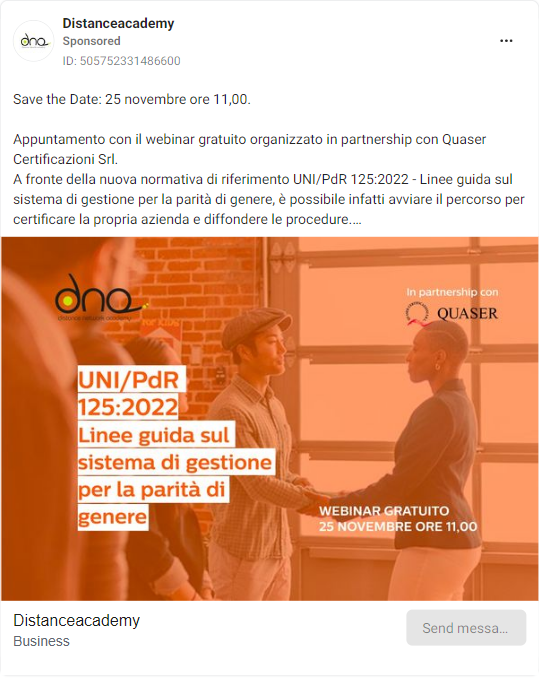 Distanceacademy
Sponsored
ID: 505752331486600
Save the Date: 25 novembre ore 11,00.
Appuntamento con il webinar gratuito organizzato in partnership con Quaser
Certificazioni Srl.
A fronte della nuova normativa di riferimento UNI/PdR 125:2022 - Linee guida sul
sistema di gestione per la parità di genere, è possibile infatti avviare il percorso per
certificare la propria azienda e diffondere le procedure....
dna
distance network academy
In partnership con
QUASER
UNI/PdR
125:2022
Linee guida sul
sistema di gestione
per la parità di
genere
WEBINAR GRATUITO
25 NOVEMBRE ORE 11,00
Distanceacademy
Business
Send messa...